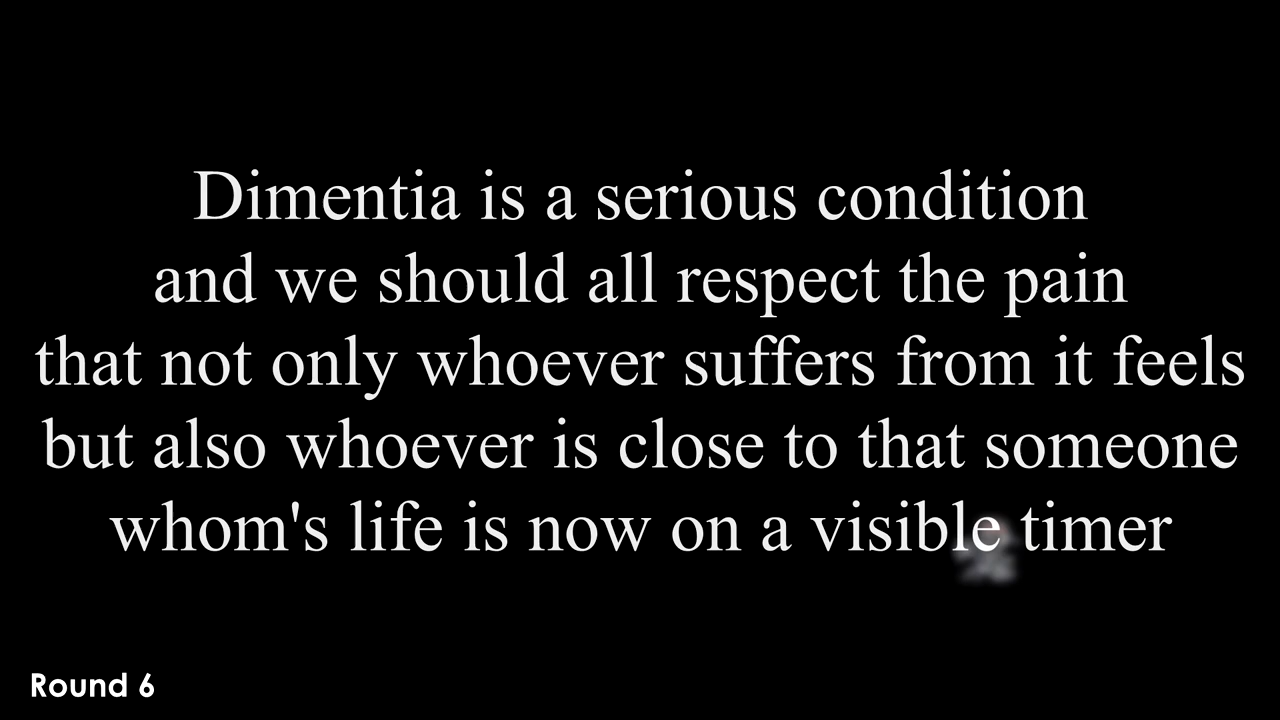 Dimentia is a serious condition
and we should all respect the pain
that not only whoever suffers from it feels
but also whoever is close to that someone
whom's life is now on a visible timer
Round 6